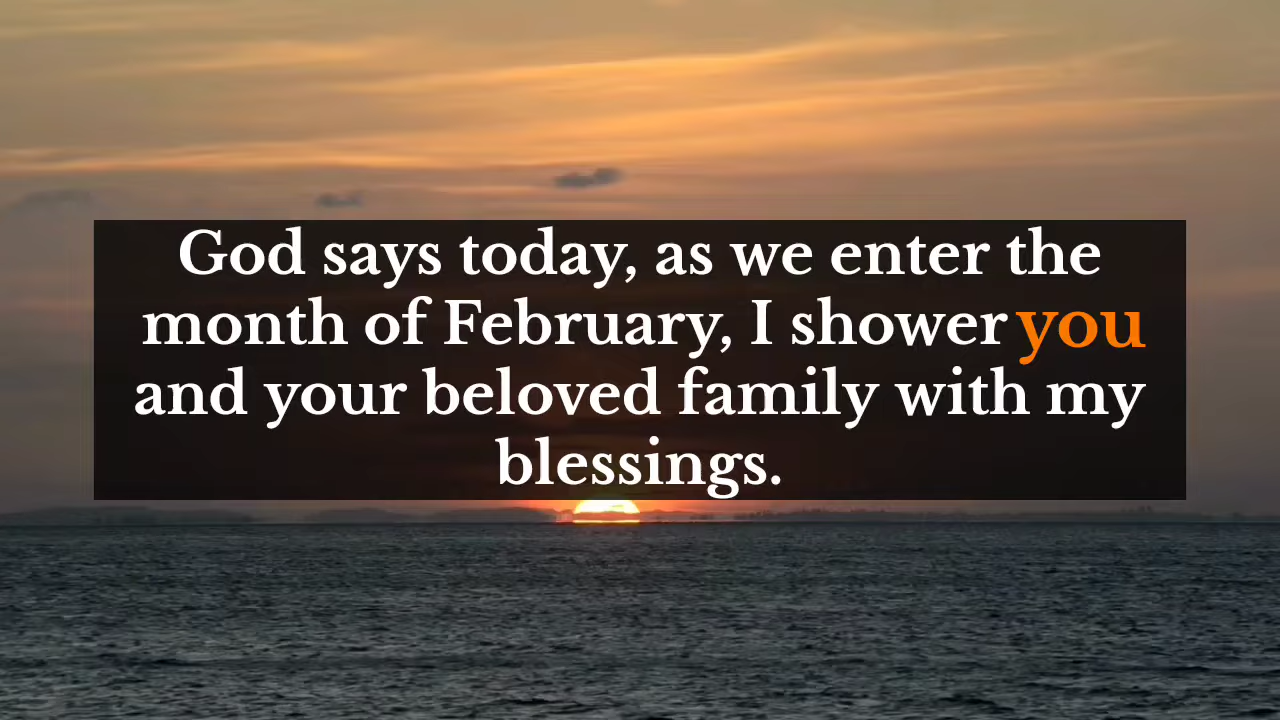 God says today, as we enter the
month of February, I shower you
and your beloved family with my
blessings.